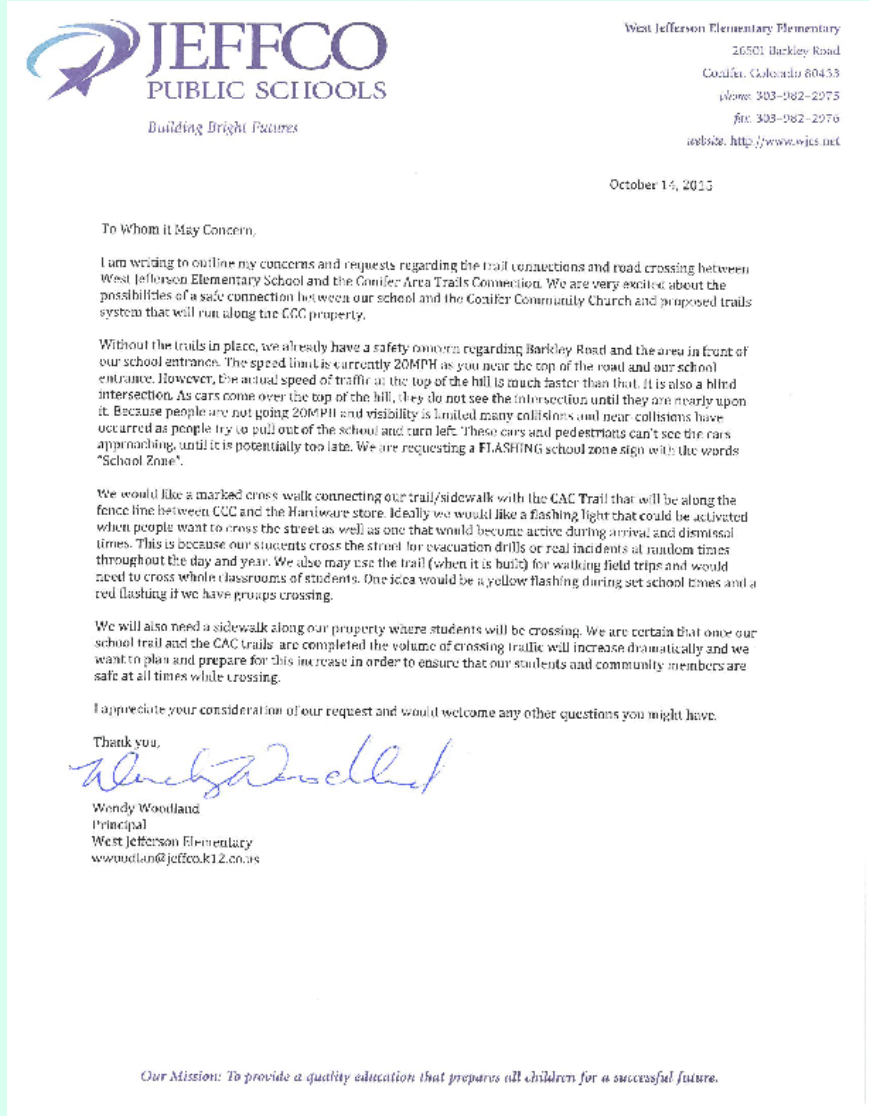 JEFFCO
PUBLIC SCHOOLS
Building Bright Futures
West Jefferson Elementary Elementary
26501 Barkley Road
Conifer, Colorado 80433
phone: 303-982-2975
fax: 303-982-2976
website: http://www.wjes.net
October 14, 2015
To Whom it May Concern,
I am writing to outline my concerns and requests regarding the trail connections and road crossing between
West Jefferson Elementary School and the Conifer Area Trails Connection. We are very excited about the
possibilities of a safe connection between our school and the Conifer Community Church and proposed trails
system that will run along the CCC property.
Without the trails in place, we already have a safety concern regarding Barkley Road and the area in front of
our school entrance. The speed limit is currently 20MPH as you near the top of the road and our school
entrance. However, the actual speed of traffic at the top of the hill is much faster than that. It is also a blind
intersection. As cars come over the top of the hill, they do not see the intersection until they are nearly upon
it. Because people are not going 20MPH and visibility is limited many collisions and near-collisions have
occurred as people try to pull out of the school and turn left. These cars and pedestrians can't see the cars
approaching, until it is potentially too late. We are requesting a FLASHING school zone sign with the words
"School Zone".
We would like a marked cross walk connecting our trail/sidewalk with the CAC Trail that will be along the
fence line between CCC and the Hardware store. Ideally we would like a flashing light that could be activated
when people want to cross the street as well as one that would become active during arrival and dismissal
times. This is because our students cross the street for evacuation drills or real incidents at random times
throughout the day and year. We also may use the trail (when it is built) for walking field trips and would
need to cross whole classrooms of students. One idea would be a yellow flashing during set school times and a
red flashing if we have groups crossing.
We will also need a sidewalk along our property where students will be crossing. We are certain that once our
school trail and the CAC trails are completed the volume of crossing traffic will increase dramatically and we
want to plan and prepare for this increase in order to ensure that our students and community members are
safe at all times while crossing.
I appreciate your consideration of our request and would welcome any other questions you might have.
Thank you,
Wendy Woodland
Wendy Woodland
Principal
West Jefferson Elementary
wwoodlan@jeffco.k12.co.us
Our Mission: To provide a quality education that prepares all children for a successful future.